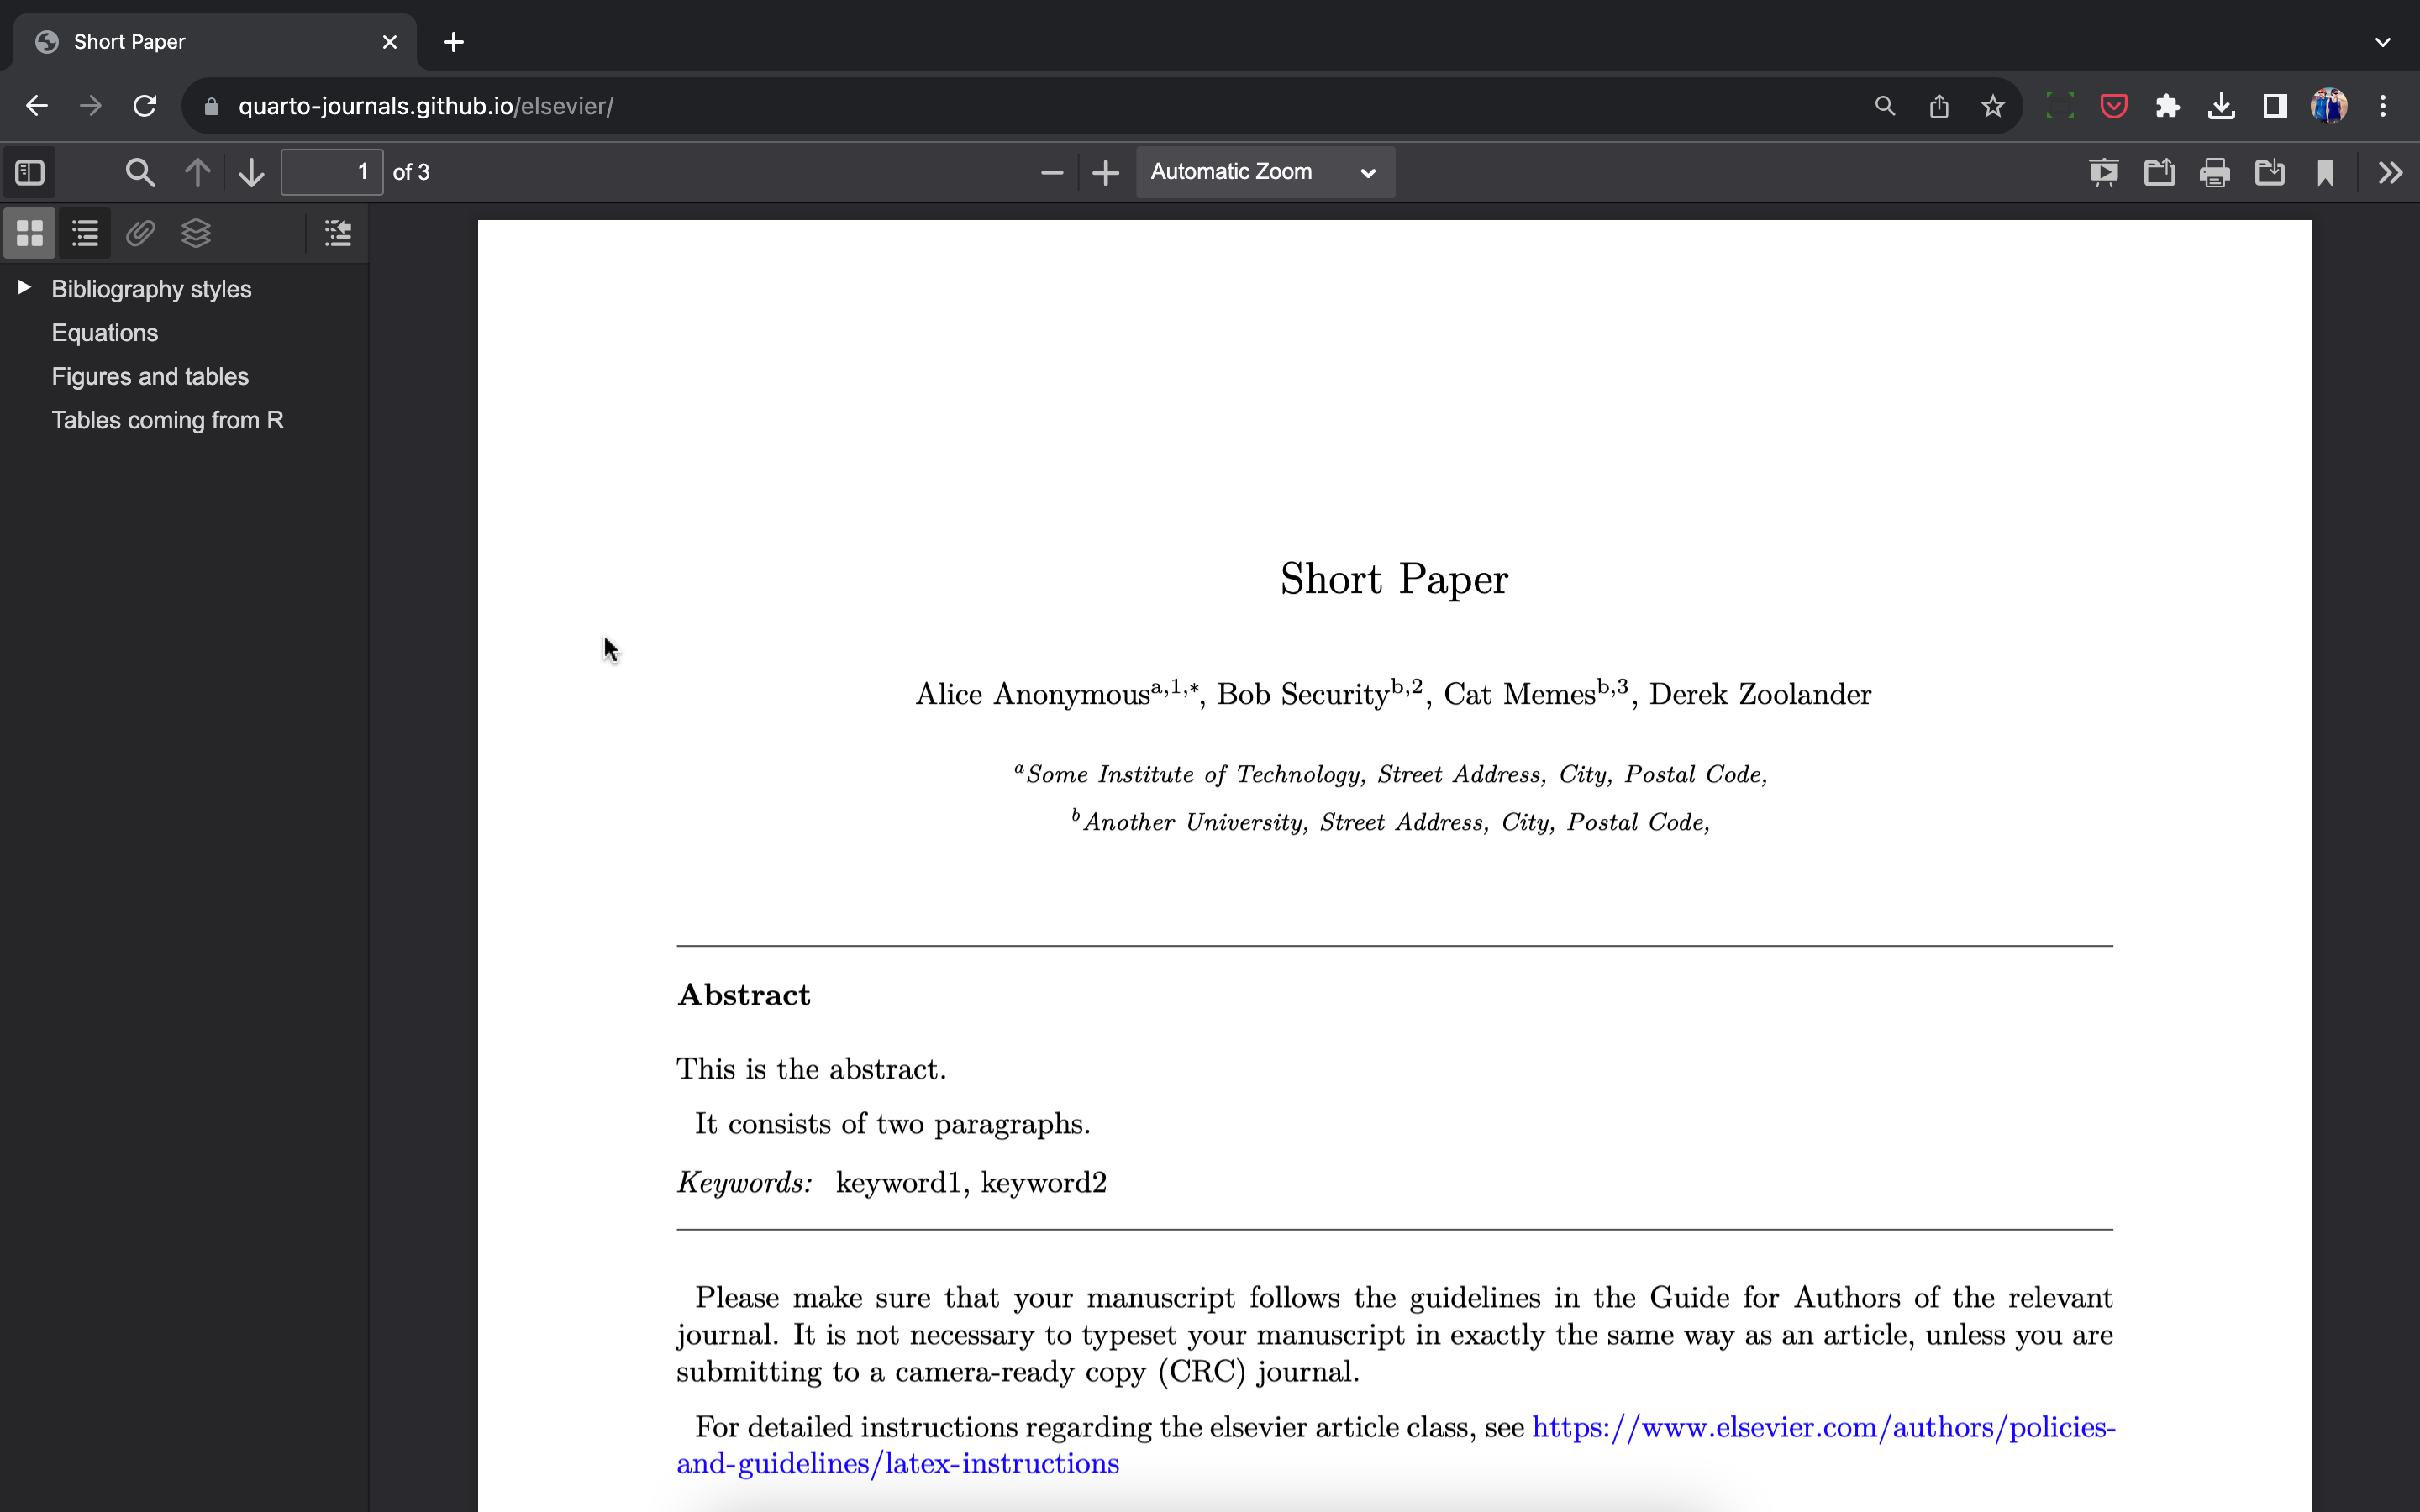 Short Paper
quarto-journals.github.io/elsevier/
1 of 3
Automatic Zoom
Bibliography styles
Equations
Figures and tables
Tables coming from R
Short Paper
Alice Anonymousᵃ,¹,*, Bob Securityᵇ,², Cat Memesᵇ,³, Derek Zoolander
ᵃSome Institute of Technology, Street Address, City, Postal Code,
ᵇAnother University, Street Address, City, Postal Code,
Abstract
This is the abstract.
It consists of two paragraphs.
Keywords: keyword1, keyword2
Please make sure that your manuscript follows the guidelines in the Guide for Authors of the relevant
journal. It is not necessary to typeset your manuscript in exactly the same way as an article, unless you are
submitting to a camera-ready copy (CRC) journal.
For detailed instructions regarding the elsevier article class, see https://www.elsevier.com/authors/policies-
and-guidelines/latex-instructions